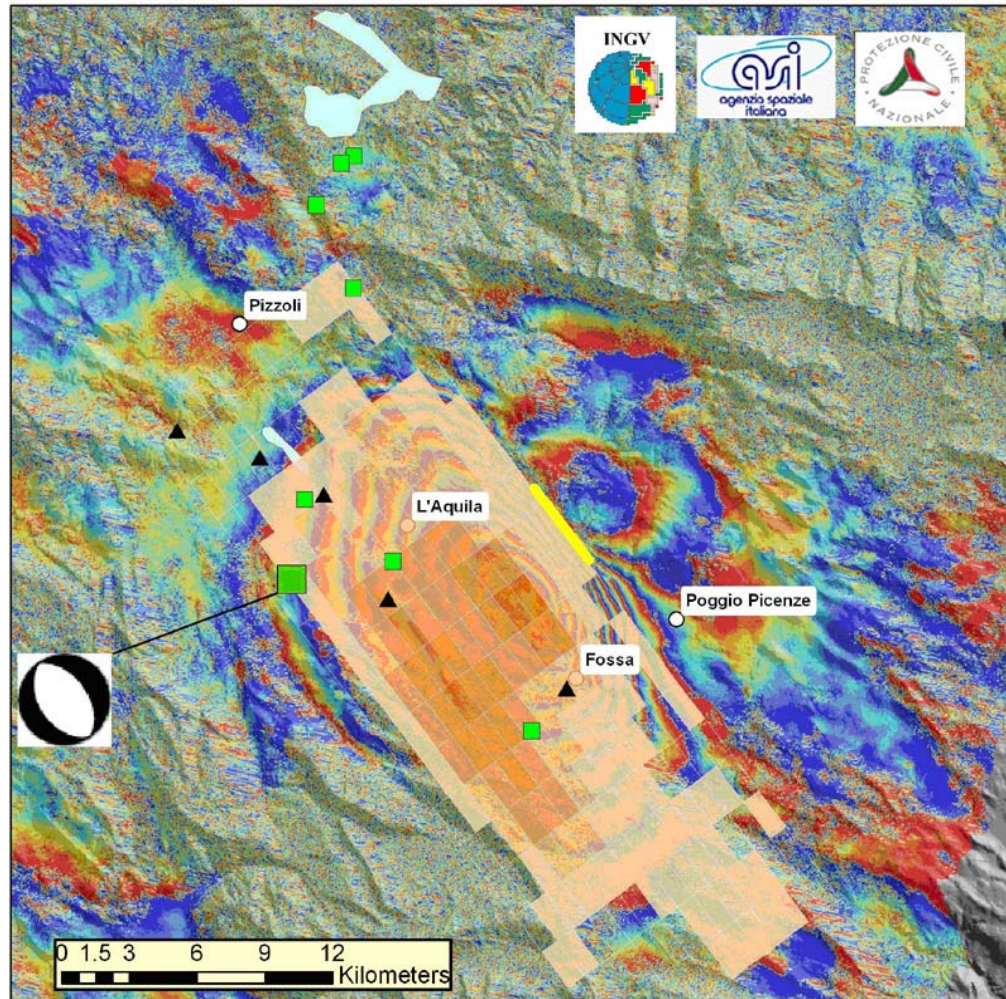 INGV
asi
agenzia spaziale
italiana
PROTEZIONE CIVILE
NAZIONALE
Pizzoli
L'Aquila
Poggio Picenze
Fossa
0 1.5 3 6 9 12
Kilometers